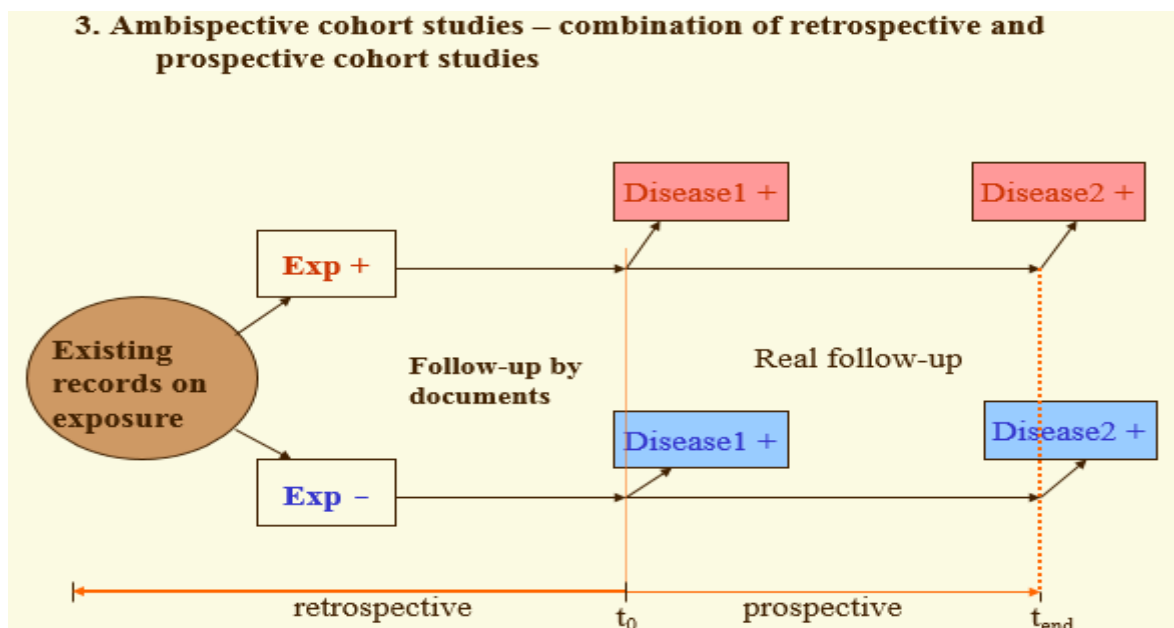 3. Ambispective cohort studies – combination of retrospective and
prospective cohort studies
Disease1 +
Disease2 +
Exp +
Existing
records on
exposure
Follow-up by
documents
Real follow-up
Disease1 +
Disease2 +
Exp –
retrospective
t0
prospective
tend